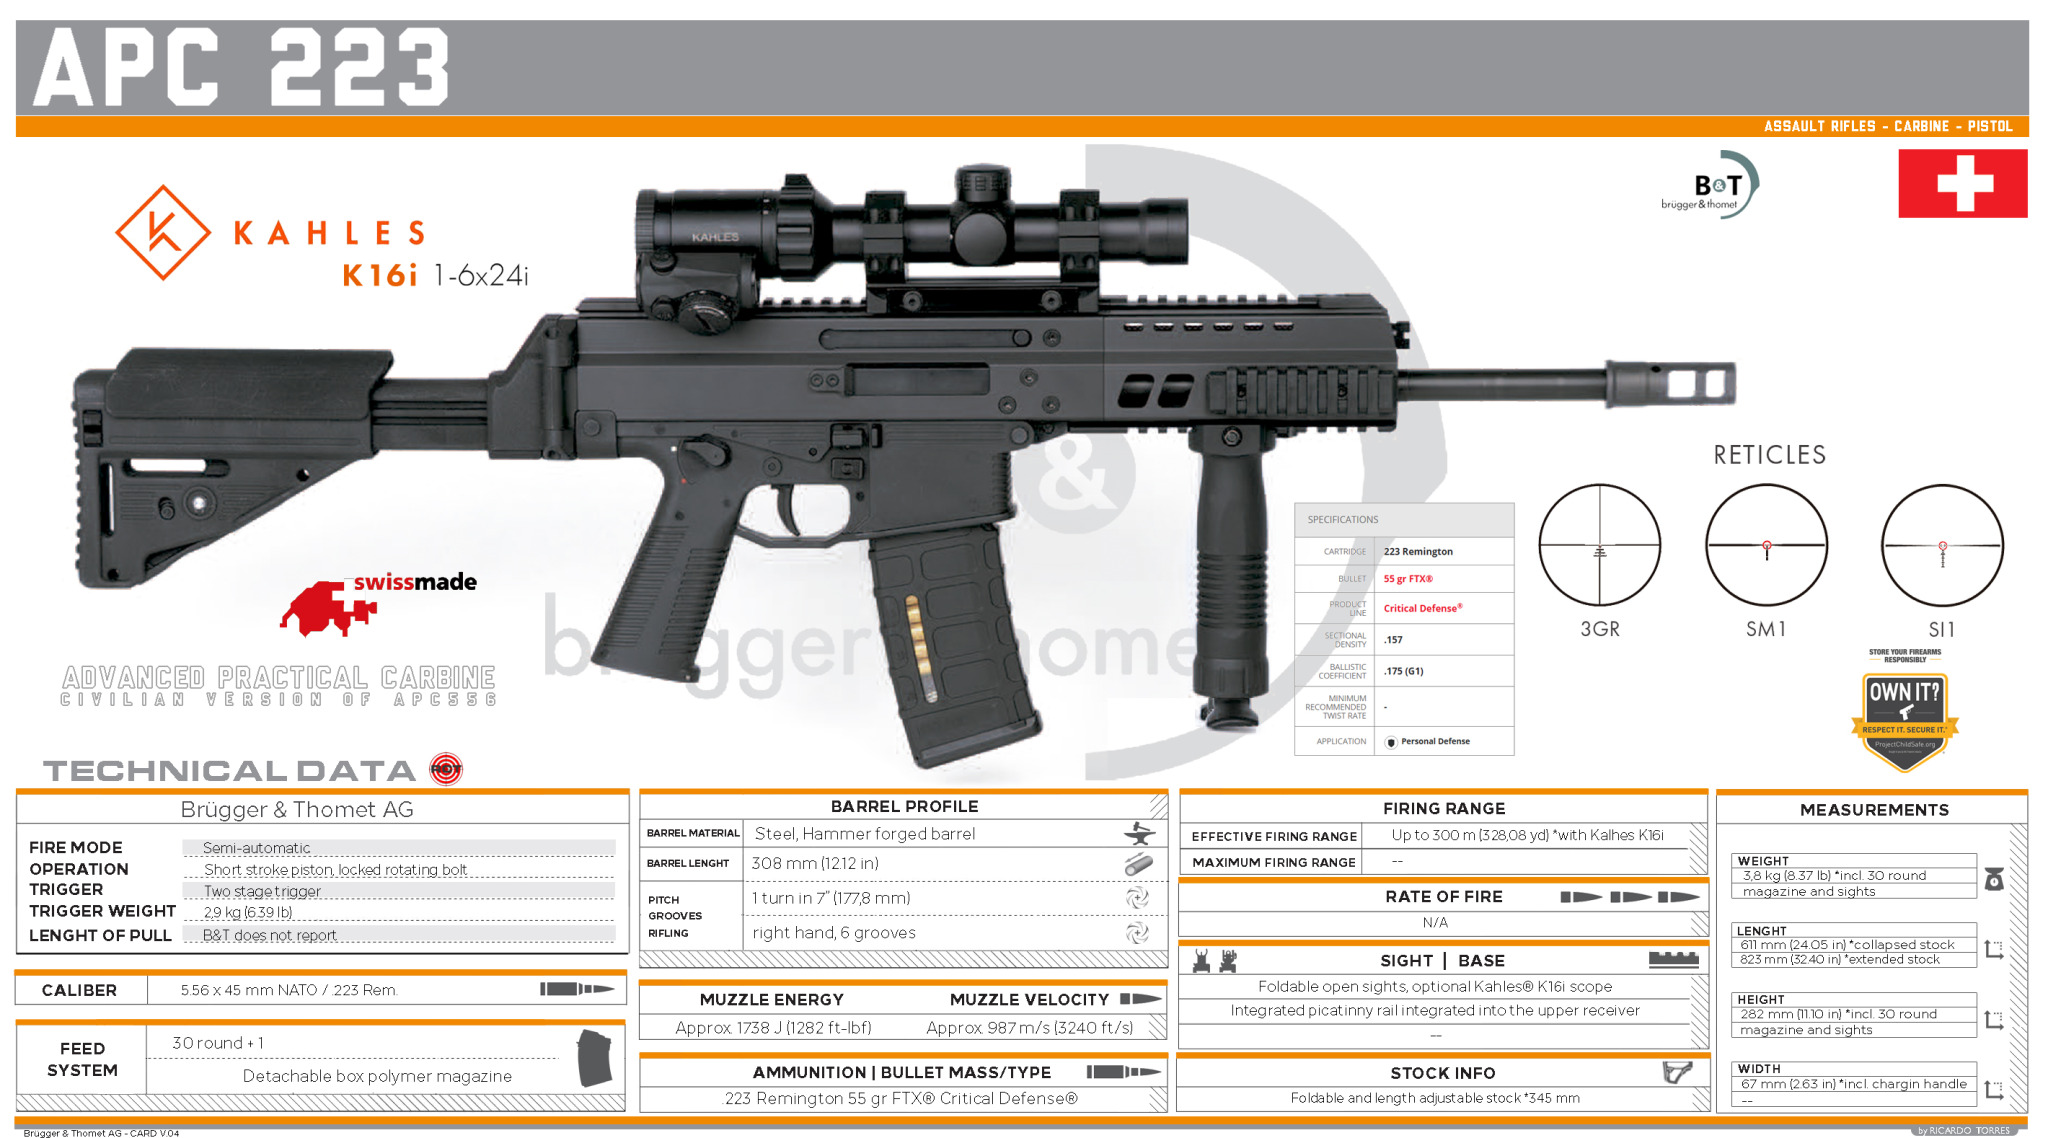 APC 223
ASSAULT RIFLES - CARBINE - PISTOL
B&T
brügger & thomet
KAHLES
K16i 1-6x24i
KAHLES
RETICLES
3GR
SM1
SI1
SPECIFICATIONS
CARTRIDGE 223 Remington
BULLET 55 gr FTX®
PRODUCT LINE Critical Defense®
SECTIONAL DENSITY .157
BALLISTIC COEFFICIENT .175 (G1)
MINIMUM RECOMMENDED TWIST RATE -
APPLICATION Personal Defense
swissmade
ADVANCED PRACTICAL CARBINE
CIVILIAN VERSION OF APC556
STORE YOUR FIREARMS
RESPONSIBLY
OWN IT?
RESPECT IT. SECURE IT.
ProjectChildSafe.org
TECHNICAL DATA
Brügger & Thomet AG
FIRE MODE Semi-automatic
OPERATION Short stroke piston, locked rotating bolt
TRIGGER Two stage trigger
TRIGGER WEIGHT 2,9 kg (6.39 lb)
LENGHT OF PULL B&T does not report
CALIBER 5.56 x 45 mm NATO / .223 Rem.
FEED SYSTEM
30 round + 1
Detachable box polymer magazine
BARREL PROFILE
BARREL MATERIAL Steel, Hammer forged barrel
BARREL LENGHT 308 mm (12.12 in)
PITCH 1 turn in 7" (177,8 mm)
GROOVES
RIFLING right hand, 6 grooves
MUZZLE ENERGY MUZZLE VELOCITY
Approx. 1738 J (1282 ft-lbf) Approx. 987 m/s (3240 ft/s)
AMMUNITION | BULLET MASS/TYPE
.223 Remington 55 gr FTX® Critical Defense®
FIRING RANGE
EFFECTIVE FIRING RANGE Up to 300 m (328,08 yd) *with Kalhes K16i
MAXIMUM FIRING RANGE --
RATE OF FIRE
N/A
SIGHT | BASE
Foldable open sights, optional Kahles® K16i scope
Integrated picatinny rail integrated into the upper receiver
--
STOCK INFO
Foldable and length adjustable stock *345 mm
MEASUREMENTS
WEIGHT
3,8 kg (8.37 lb) *incl. 30 round
magazine and sights
LENGHT
611 mm (24.05 in) *collapsed stock
823 mm (32.40 in) *extended stock
HEIGHT
282 mm (11.10 in) *incl. 30 round
magazine and sights
WIDTH
67 mm (2.63 in) *incl. chargin handle
--
Brugger & Thomet AG - CARD V.04
by RICARDO TORRES